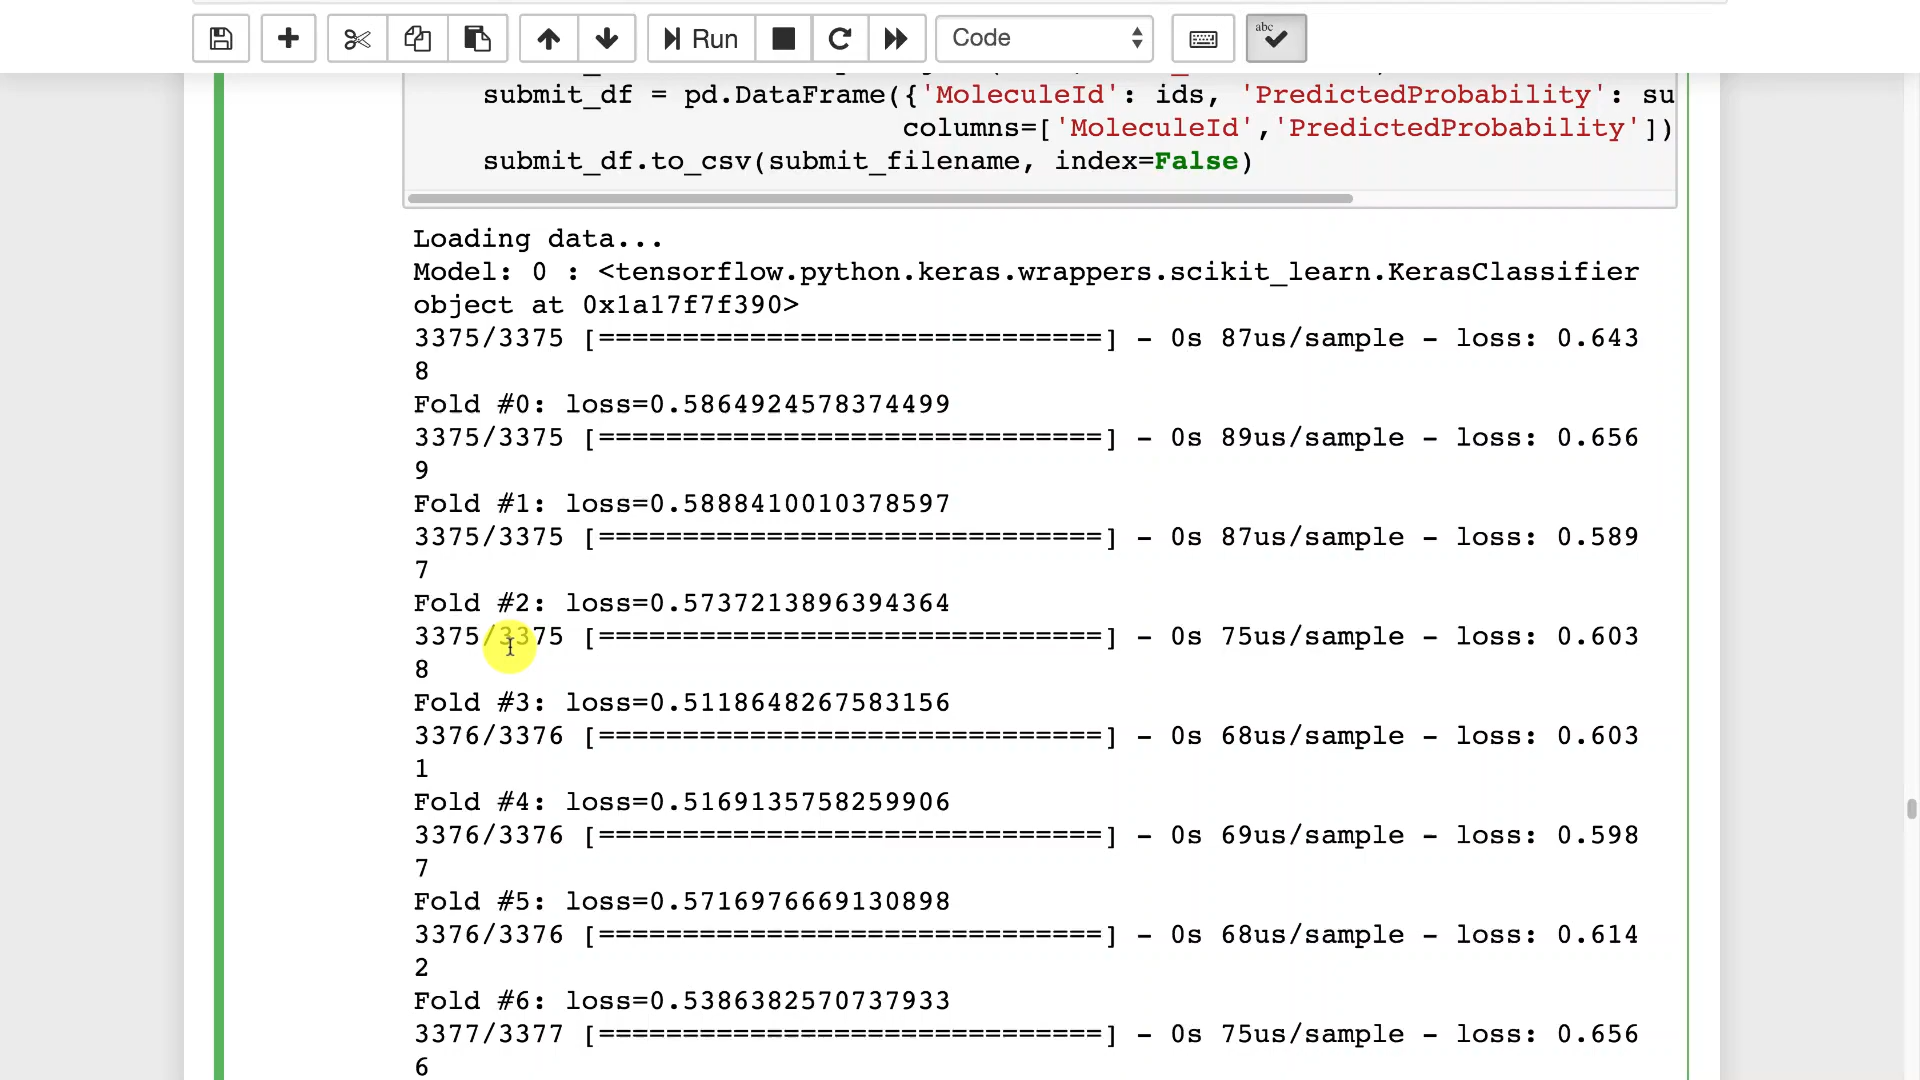 Run
Code
abc
submit_df = pd.DataFrame({'MoleculeId': ids, 'PredictedProbability': su
columns=['MoleculeId','PredictedProbability'])
submit_df.to_csv(submit_filename, index=False)
Loading data...
Model: 0 : <tensorflow.python.keras.wrappers.scikit_learn.KerasClassifier
object at 0x1a17f7f390>
3375/3375 [==============================] - 0s 87us/sample - loss: 0.643
8
Fold #0: loss=0.5864924578374499
3375/3375 [==============================] - 0s 89us/sample - loss: 0.656
9
Fold #1: loss=0.5888410010378597
3375/3375 [==============================] - 0s 87us/sample - loss: 0.589
7
Fold #2: loss=0.5737213896394364
3375/3375 [==============================] - 0s 75us/sample - loss: 0.603
8
Fold #3: loss=0.5118648267583156
3376/3376 [==============================] - 0s 68us/sample - loss: 0.603
1
Fold #4: loss=0.5169135758259906
3376/3376 [==============================] - 0s 69us/sample - loss: 0.598
7
Fold #5: loss=0.5716976669130898
3376/3376 [==============================] - 0s 68us/sample - loss: 0.614
2
Fold #6: loss=0.5386382570737933
3377/3377 [==============================] - 0s 75us/sample - loss: 0.656
6